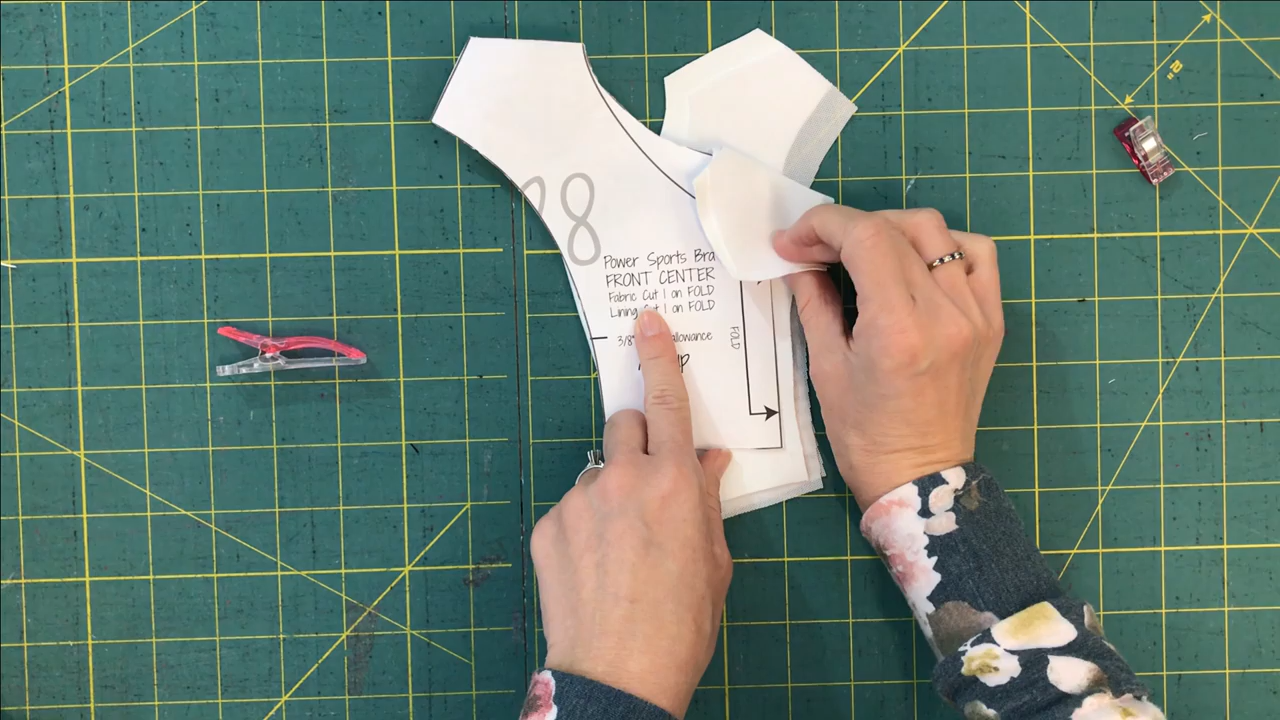 28
Power Sports Bra
FRONT CENTER
Fabric Cut 1 on FOLD
Lining Cut 1 on FOLD
3/8"
FOLD
2"